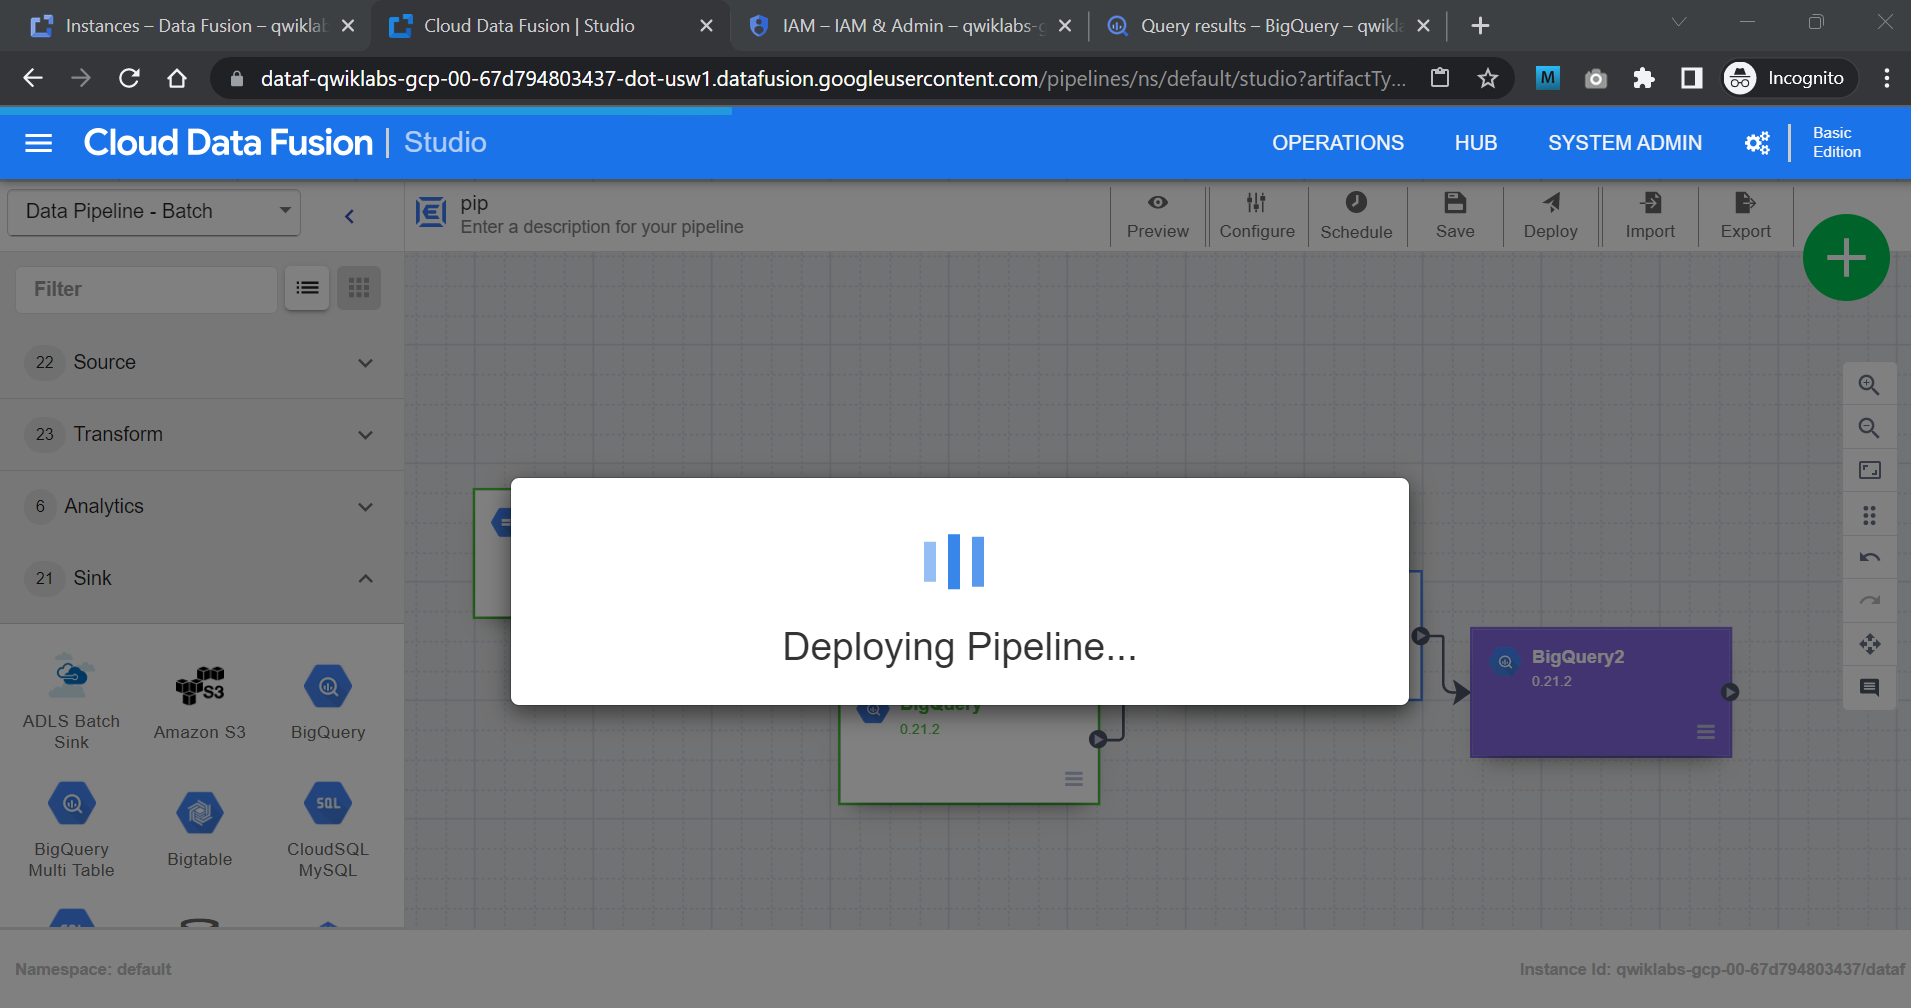 Instances – Data Fusion – qwiklab
Cloud Data Fusion | Studio
IAM – IAM & Admin – qwiklabs-g
Query results – BigQuery – qwikla
dataf-qwiklabs-gcp-00-67d794803437-dot-usw1.datafusion.googleusercontent.com/pipelines/ns/default/studio?artifactTy...
M
Incognito
Cloud Data Fusion | Studio
OPERATIONS
HUB
SYSTEM ADMIN
Basic
Edition
Data Pipeline - Batch
pip
Enter a description for your pipeline
Preview
Configure
Schedule
Save
Deploy
Import
Export
Filter
22 Source
23 Transform
6 Analytics
21 Sink
Deploying Pipeline...
BigQuery2
0.21.2
BigQuery
0.21.2
S3
ADLS Batch
Sink
Amazon S3
BigQuery
SQL
BigQuery
Multi Table
Bigtable
CloudSQL
MySQL
Namespace: default
Instance Id: qwiklabs-gcp-00-67d794803437/dataf